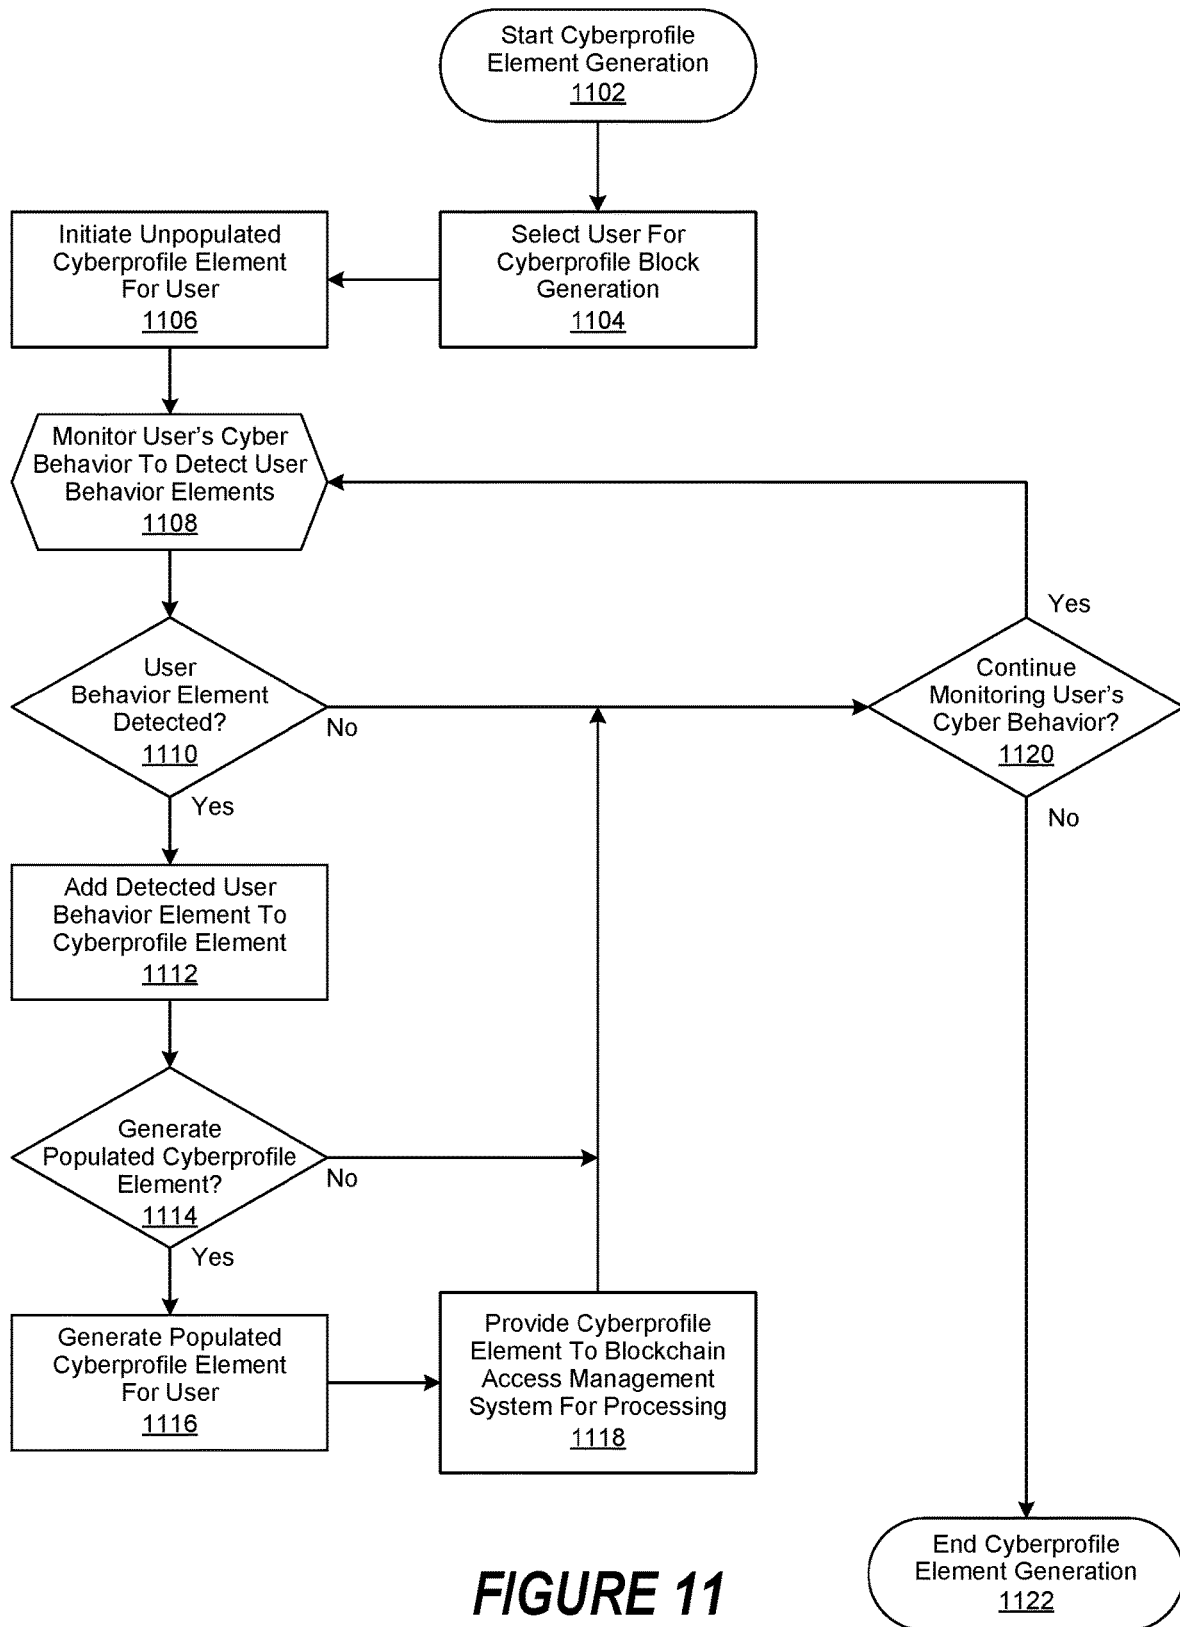 Start Cyberprofile
Element Generation
1102
Initiate Unpopulated
Cyberprofile Element
For User
1106
Select User For
Cyberprofile Block
Generation
1104
Monitor User's Cyber
Behavior To Detect User
Behavior Elements
1108
User
Behavior Element
Detected?
1110
No
Yes
Continue
Monitoring User's
Cyber Behavior?
1120
Yes
No
Add Detected User
Behavior Element To
Cyberprofile Element
1112
Generate
Populated Cyberprofile
Element?
1114
No
Yes
Generate Populated
Cyberprofile Element
For User
1116
Provide Cyberprofile
Element To Blockchain
Access Management
System For Processing
1118
End Cyberprofile
Element Generation
1122
FIGURE 11